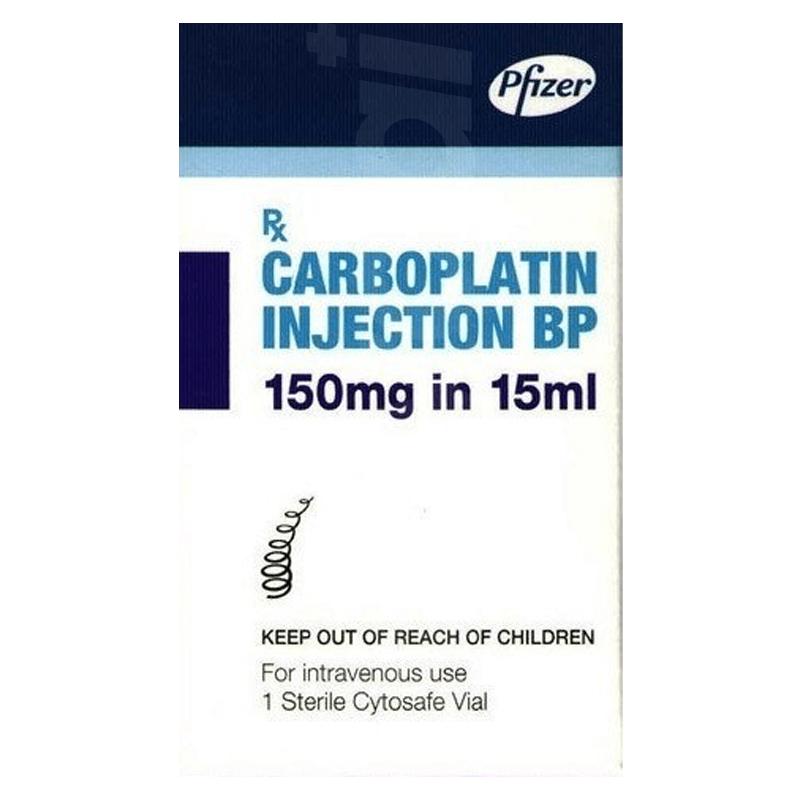 Pfizer
Rx
CARBOPLATIN
INJECTION BP
150mg in 15ml
KEEP OUT OF REACH OF CHILDREN
For intravenous use
1 Sterile Cytosafe Vial